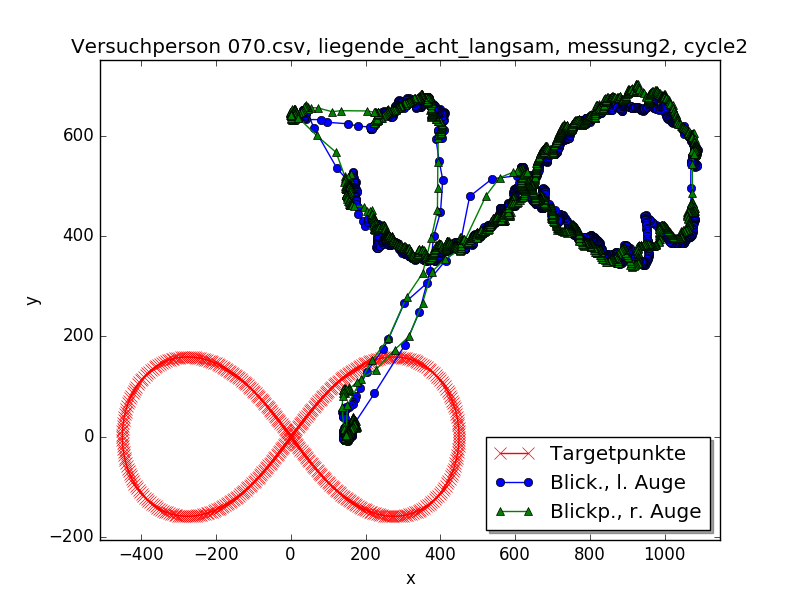 Versuchperson 070.csv, liegende_acht_langsam, messung2, cycle2
y
600
400
200
0
−200
−400
−200
0
200
400
600
800
1000
x
Targetpunkte
Blick., l. Auge
Blickp., r. Auge